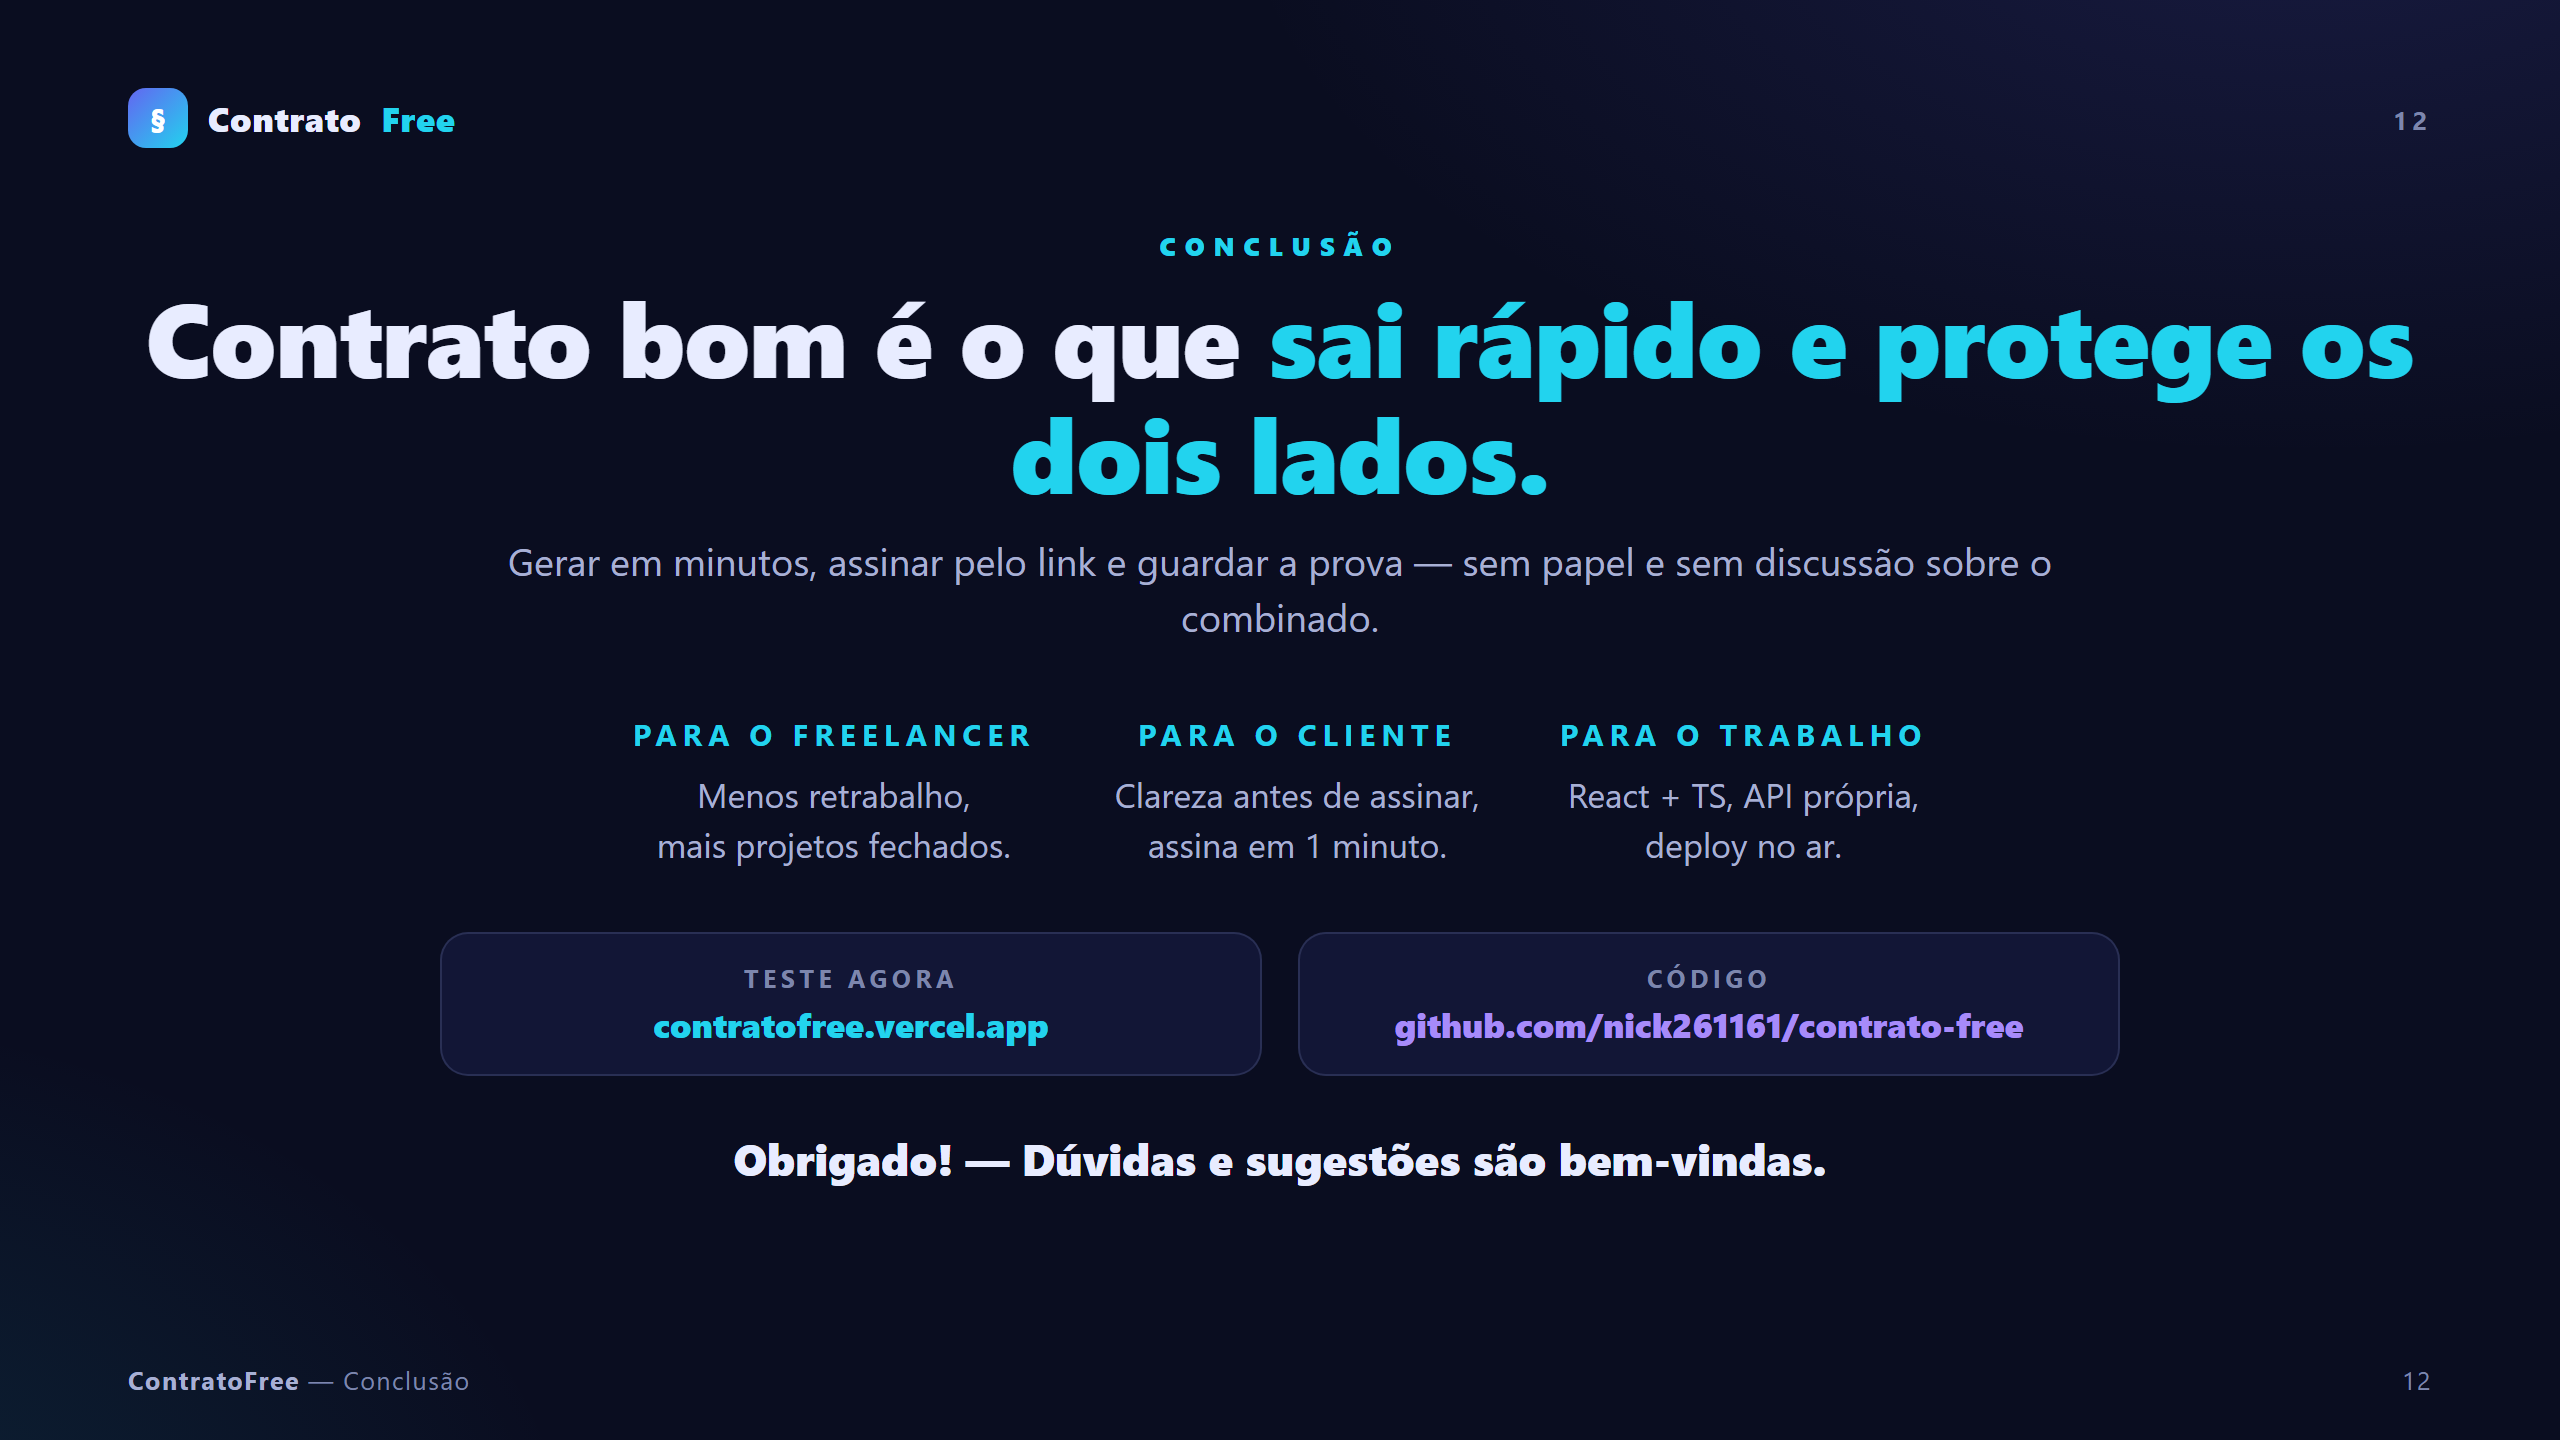 § Contrato Free
12
CONCLUSÃO
Contrato bom é o que sai rápido e protege os
dois lados.
Gerar em minutos, assinar pelo link e guardar a prova — sem papel e sem discussão sobre o
combinado.
PARA O FREELANCER
Menos retrabalho,
mais projetos fechados.
PARA O CLIENTE
Clareza antes de assinar,
assina em 1 minuto.
PARA O TRABALHO
React + TS, API própria,
deploy no ar.
TESTE AGORA
contratofree.vercel.app
CÓDIGO
github.com/nick261161/contrato-free
Obrigado! — Dúvidas e sugestões são bem-vindas.
ContratoFree — Conclusão
12